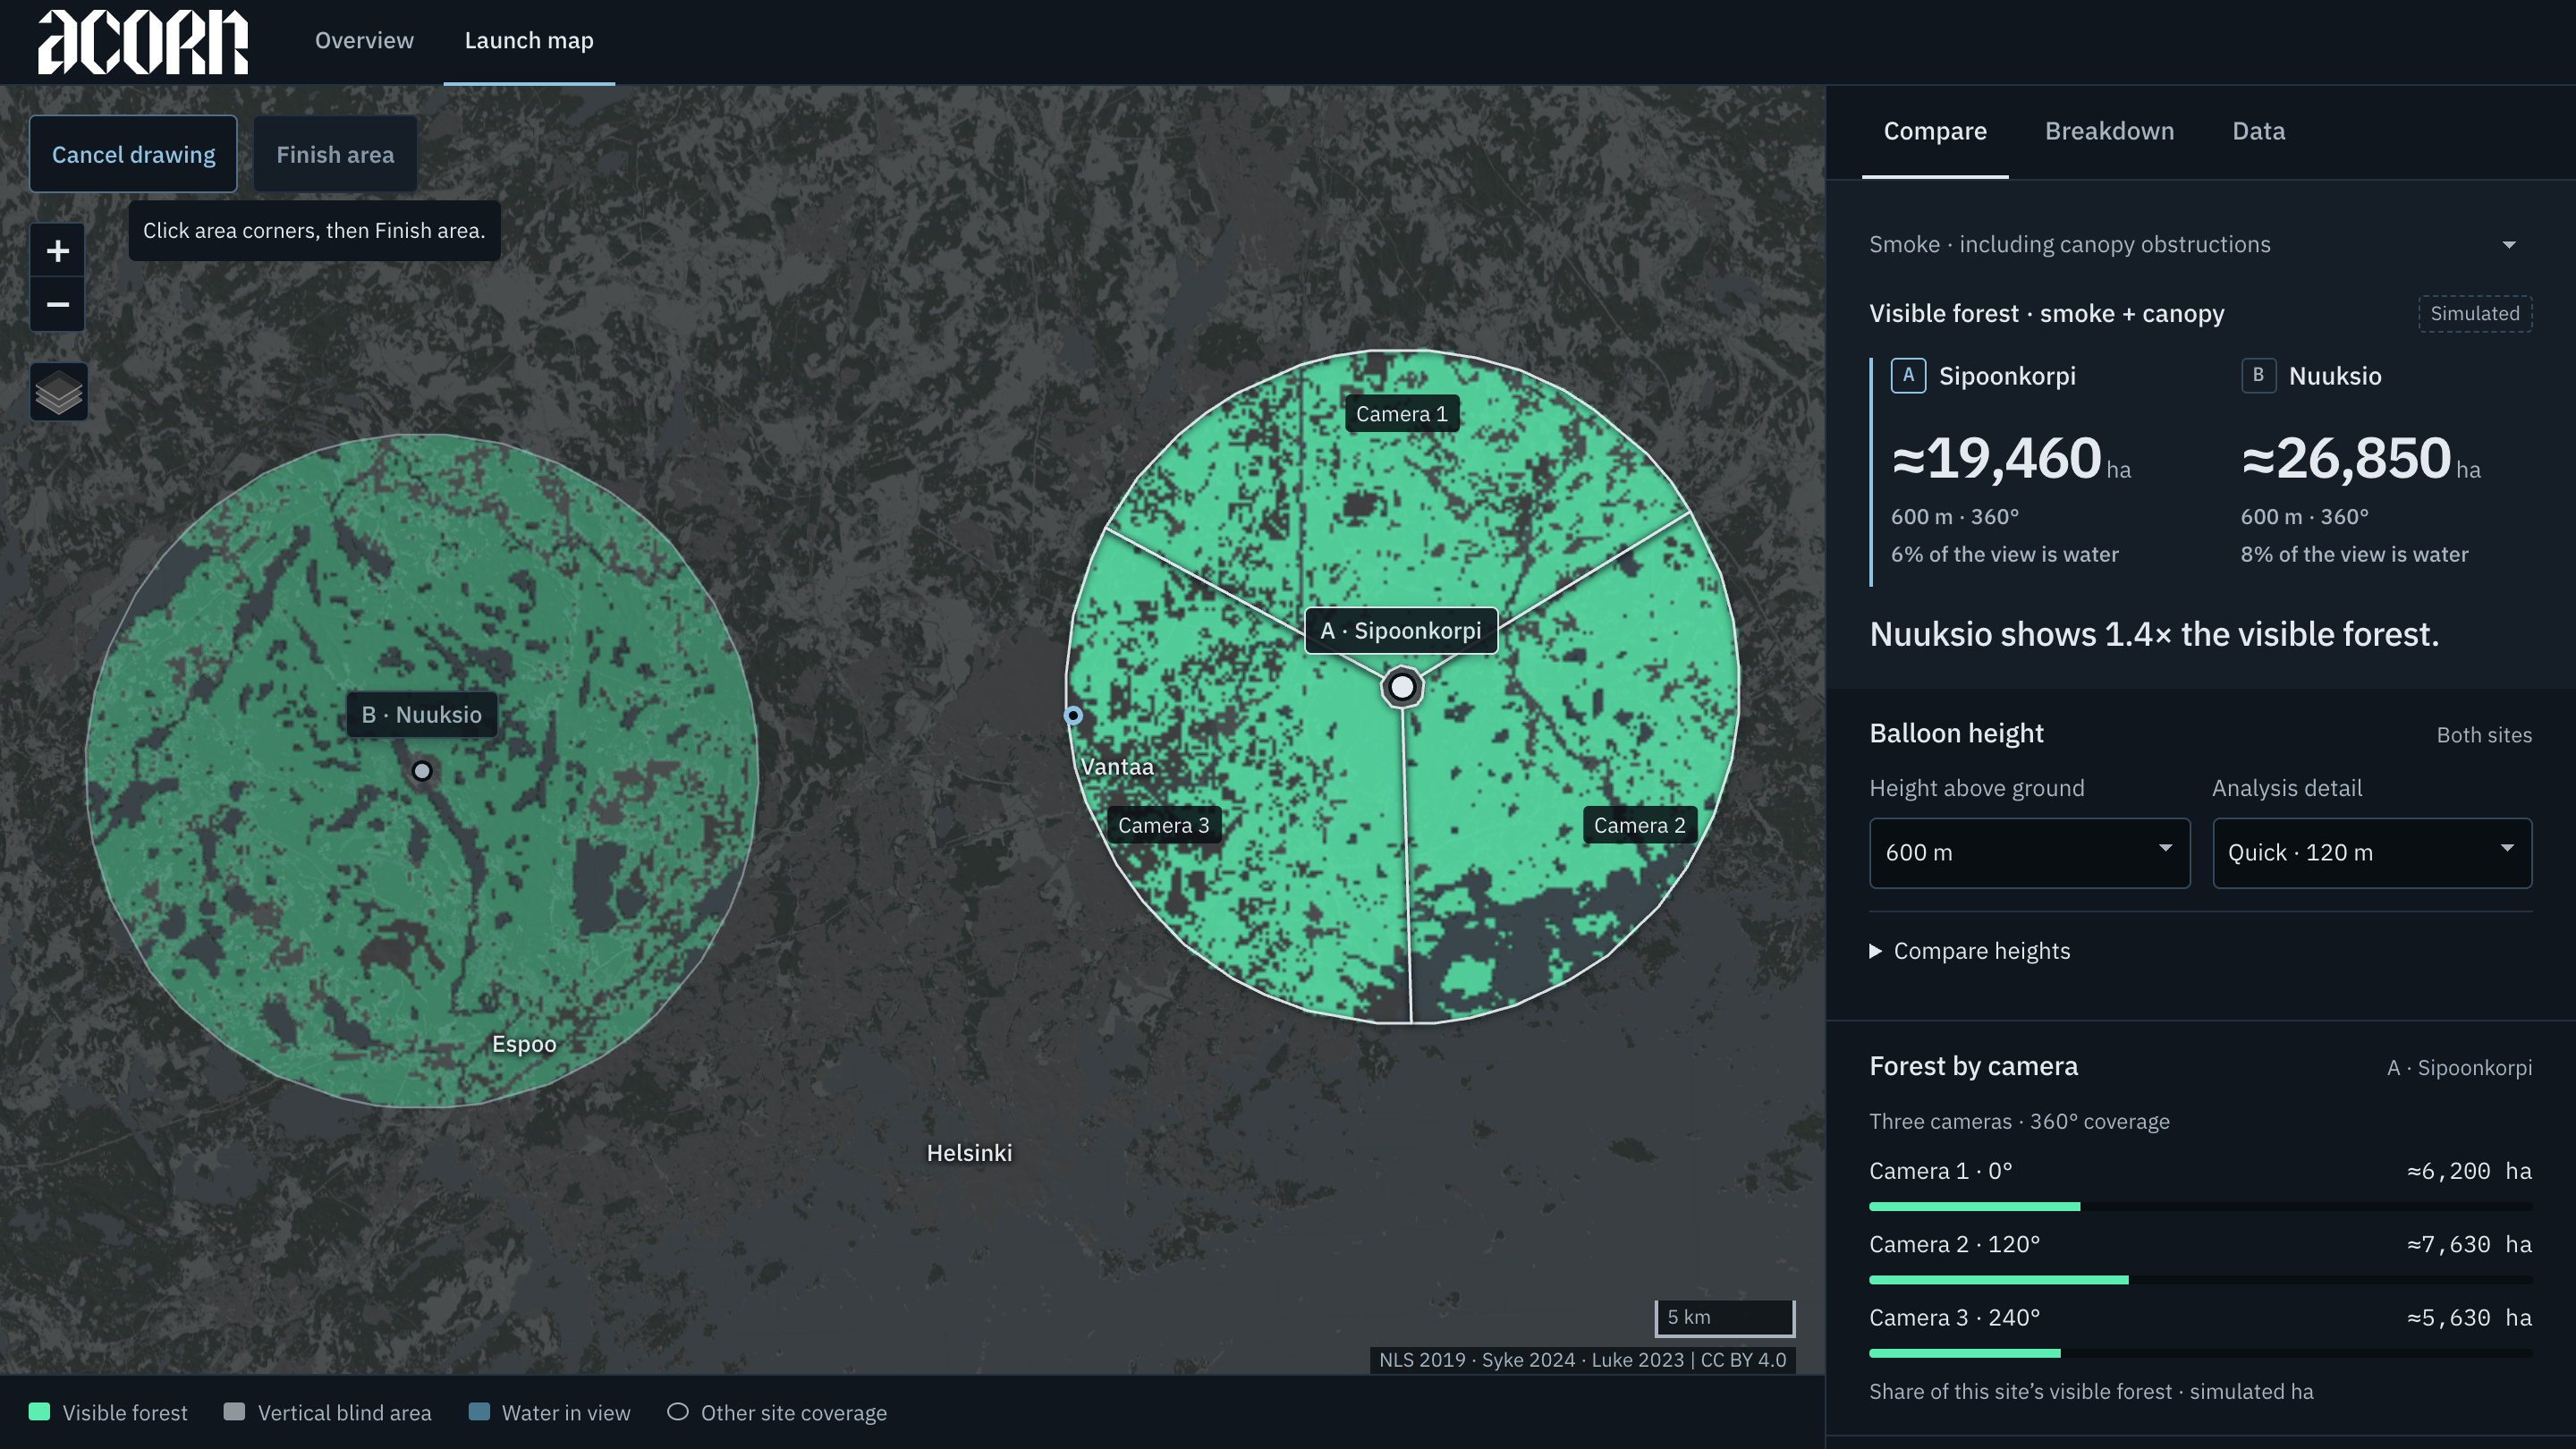 acorn
Overview
Launch map
Cancel drawing
Finish area
Click area corners, then Finish area.
+
−
Camera 1
A · Sipoonkorpi
B · Nuuksio
Vantaa
Camera 3
Camera 2
Espoo
Helsinki
5 km
NLS 2019 · Syke 2024 · Luke 2023 | CC BY 4.0
Visible forest
Vertical blind area
Water in view
Other site coverage
Compare
Breakdown
Data
Smoke · including canopy obstructions
Visible forest · smoke + canopy
Simulated
A Sipoonkorpi
≈19,460 ha
600 m · 360°
6% of the view is water
B Nuuksio
≈26,850 ha
600 m · 360°
8% of the view is water
Nuuksio shows 1.4× the visible forest.
Balloon height
Both sites
Height above ground
Analysis detail
600 m
Quick · 120 m
Compare heights
Forest by camera
A · Sipoonkorpi
Three cameras · 360° coverage
Camera 1 · 0°
≈6,200 ha
Camera 2 · 120°
≈7,630 ha
Camera 3 · 240°
≈5,630 ha
Share of this site’s visible forest · simulated ha